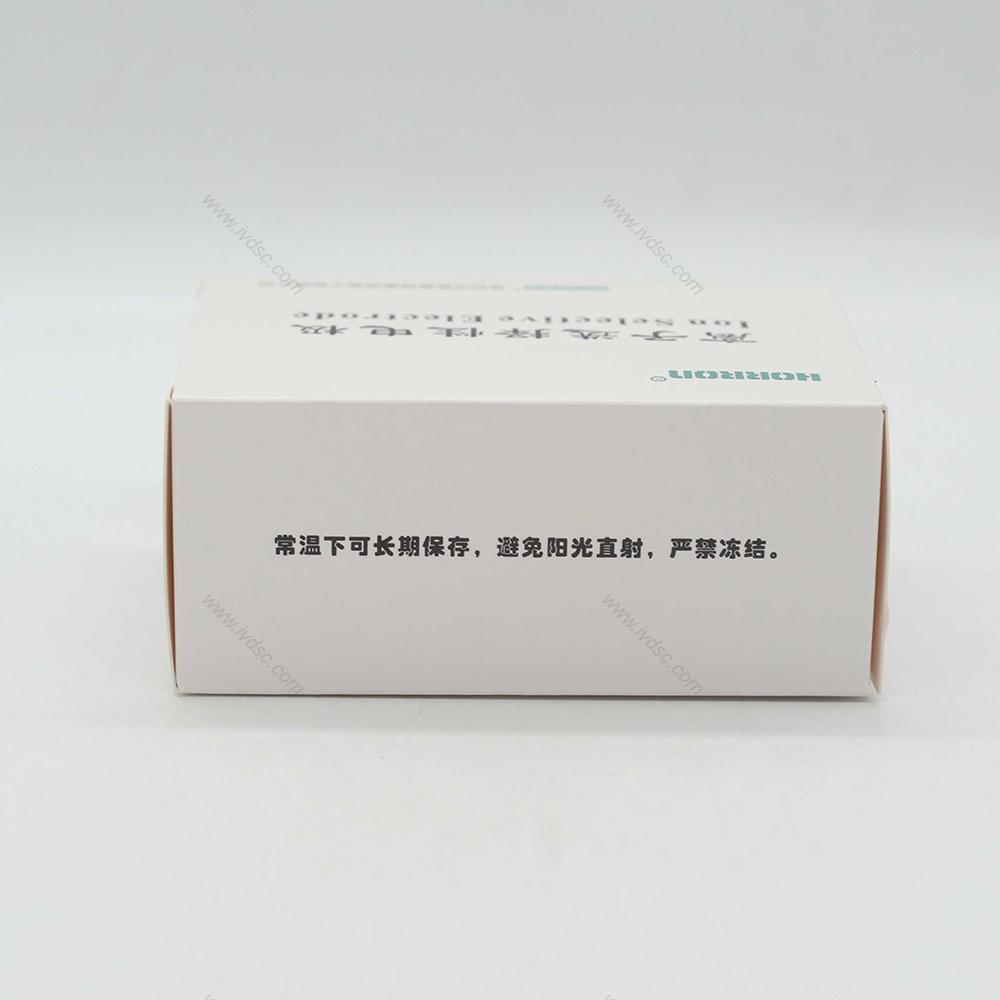 HORRON®
离子选择性电极
Ion Selective Electrode
HORRON
常温下可长期保存，避免阳光直射，严禁冻结。
www.ivdsc.com
www.ivdsc.com
www.ivdsc.com
www.ivdsc.com